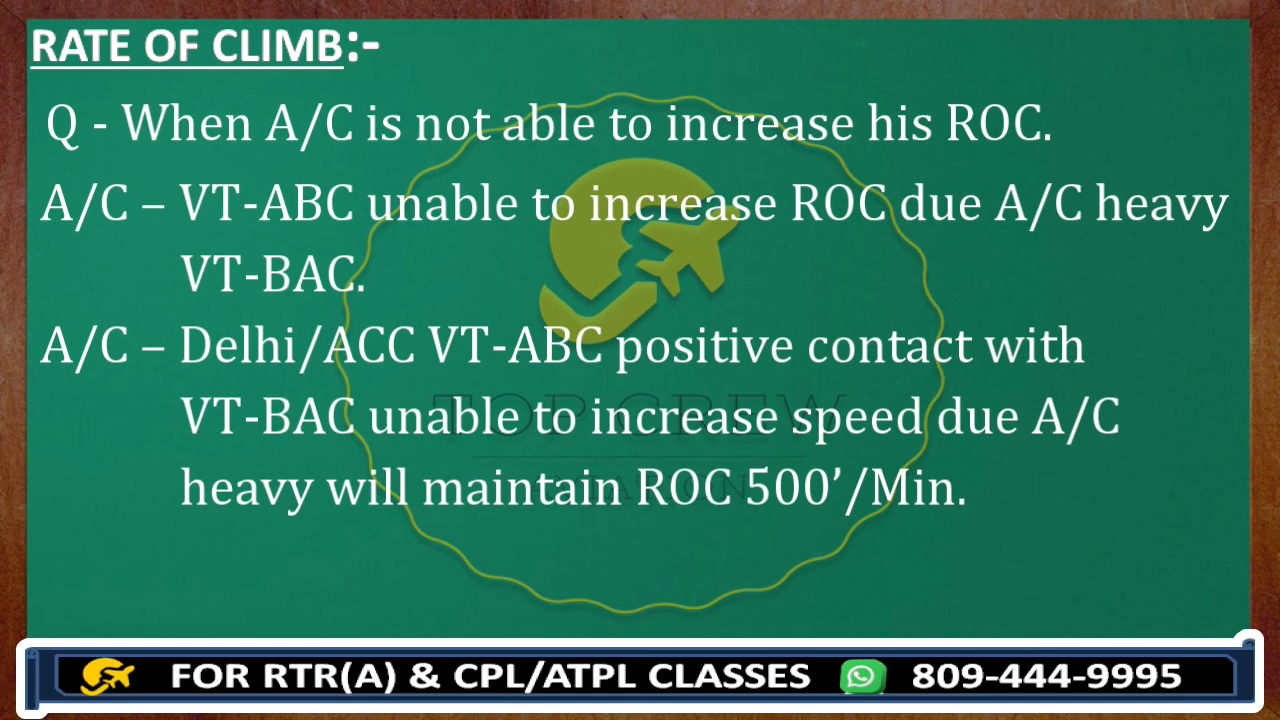 RATE OF CLIMB:-
Q - When A/C is not able to increase his ROC.
A/C – VT-ABC unable to increase ROC due A/C heavy
VT-BAC.
A/C – Delhi/ACC VT-ABC positive contact with
VT-BAC unable to increase speed due A/C
TOP CREW
heavy will maintain ROC 500’/Min.
FOR RTR(A) & CPL/ATPL CLASSES 809-444-9995